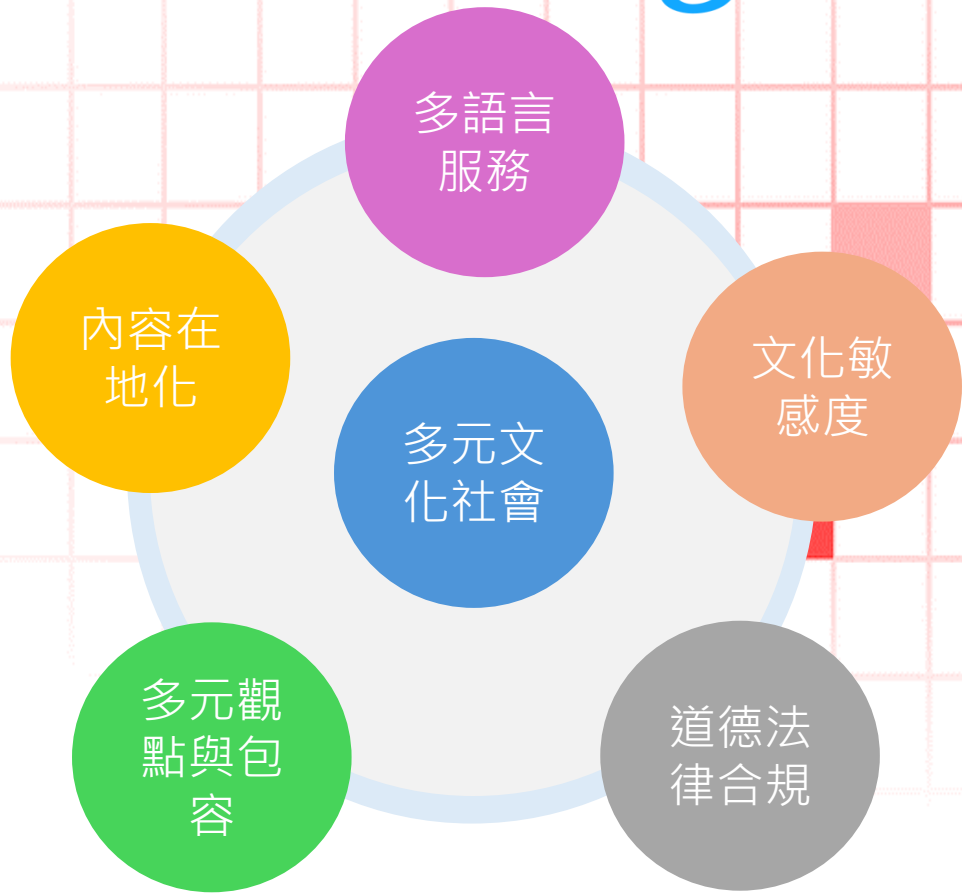 多語言
服務
文化敏
感度
道德法
律合規
多元觀
點與包
容
內容在
地化
多元文
化社會